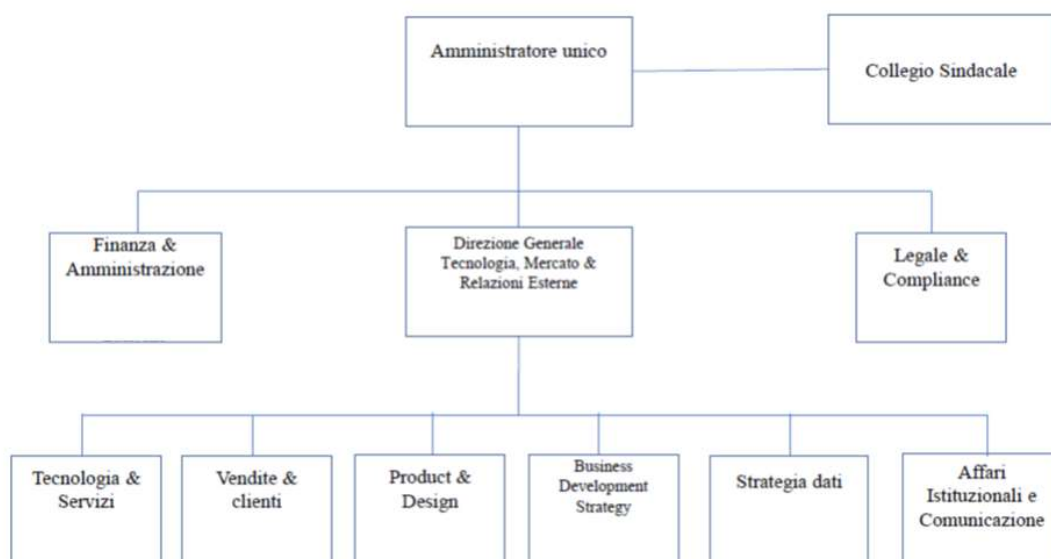 Amministratore unico
Collegio Sindacale
Finanza &
Amministrazione
Direzione Generale
Tecnologia, Mercato &
Relazioni Esterne
Legale &
Compliance
Tecnologia &
Servizi
Vendite &
clienti
Product &
Design
Business
Development
Strategy
Strategia dati
Affari
Istituzionali e
Comunicazione